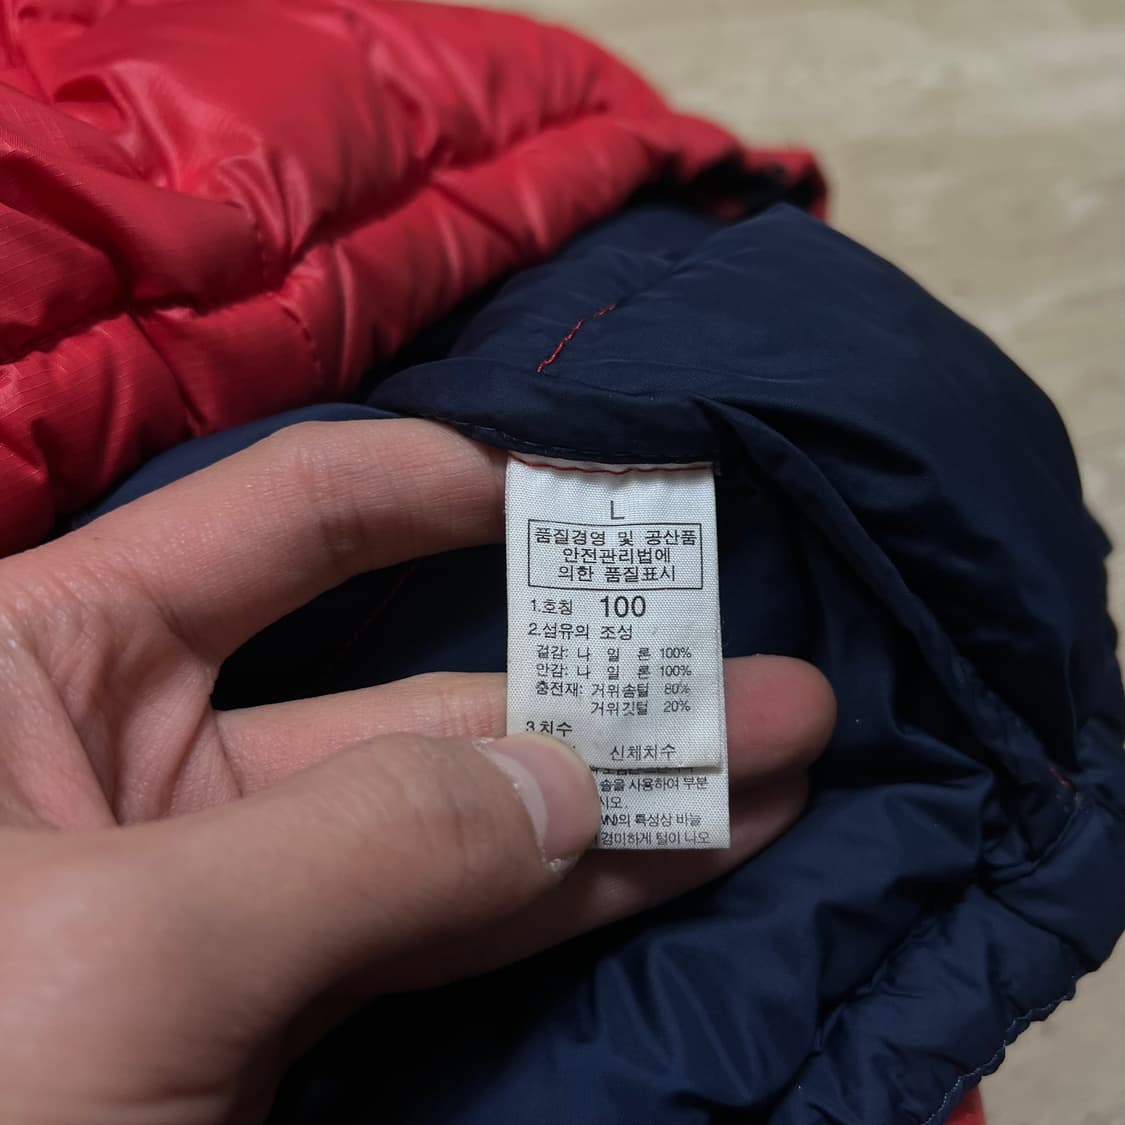 L
품질경영 및 공산품
안전관리법에
의한 품질표시
1.호칭 100
2.섬유의 조성
겉감: 나 일 론 100%
안감: 나 일 론 100%
충전재: 거위솜털 80%
거위깃털 20%
3.치수
신체치수
솔을 사용하여 부분
시오.
의 특성상 바늘
경미하게 털이 나오